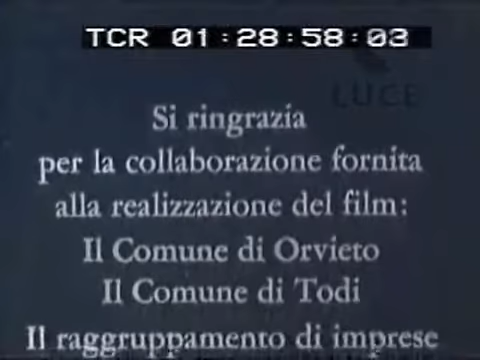 TCR 01:28:58:03
LUCE
Si ringrazia
per la collaborazione fornita
alla realizzazione del film:
Il Comune di Orvieto
Il Comune di Todi
Il raggruppamento di imprese